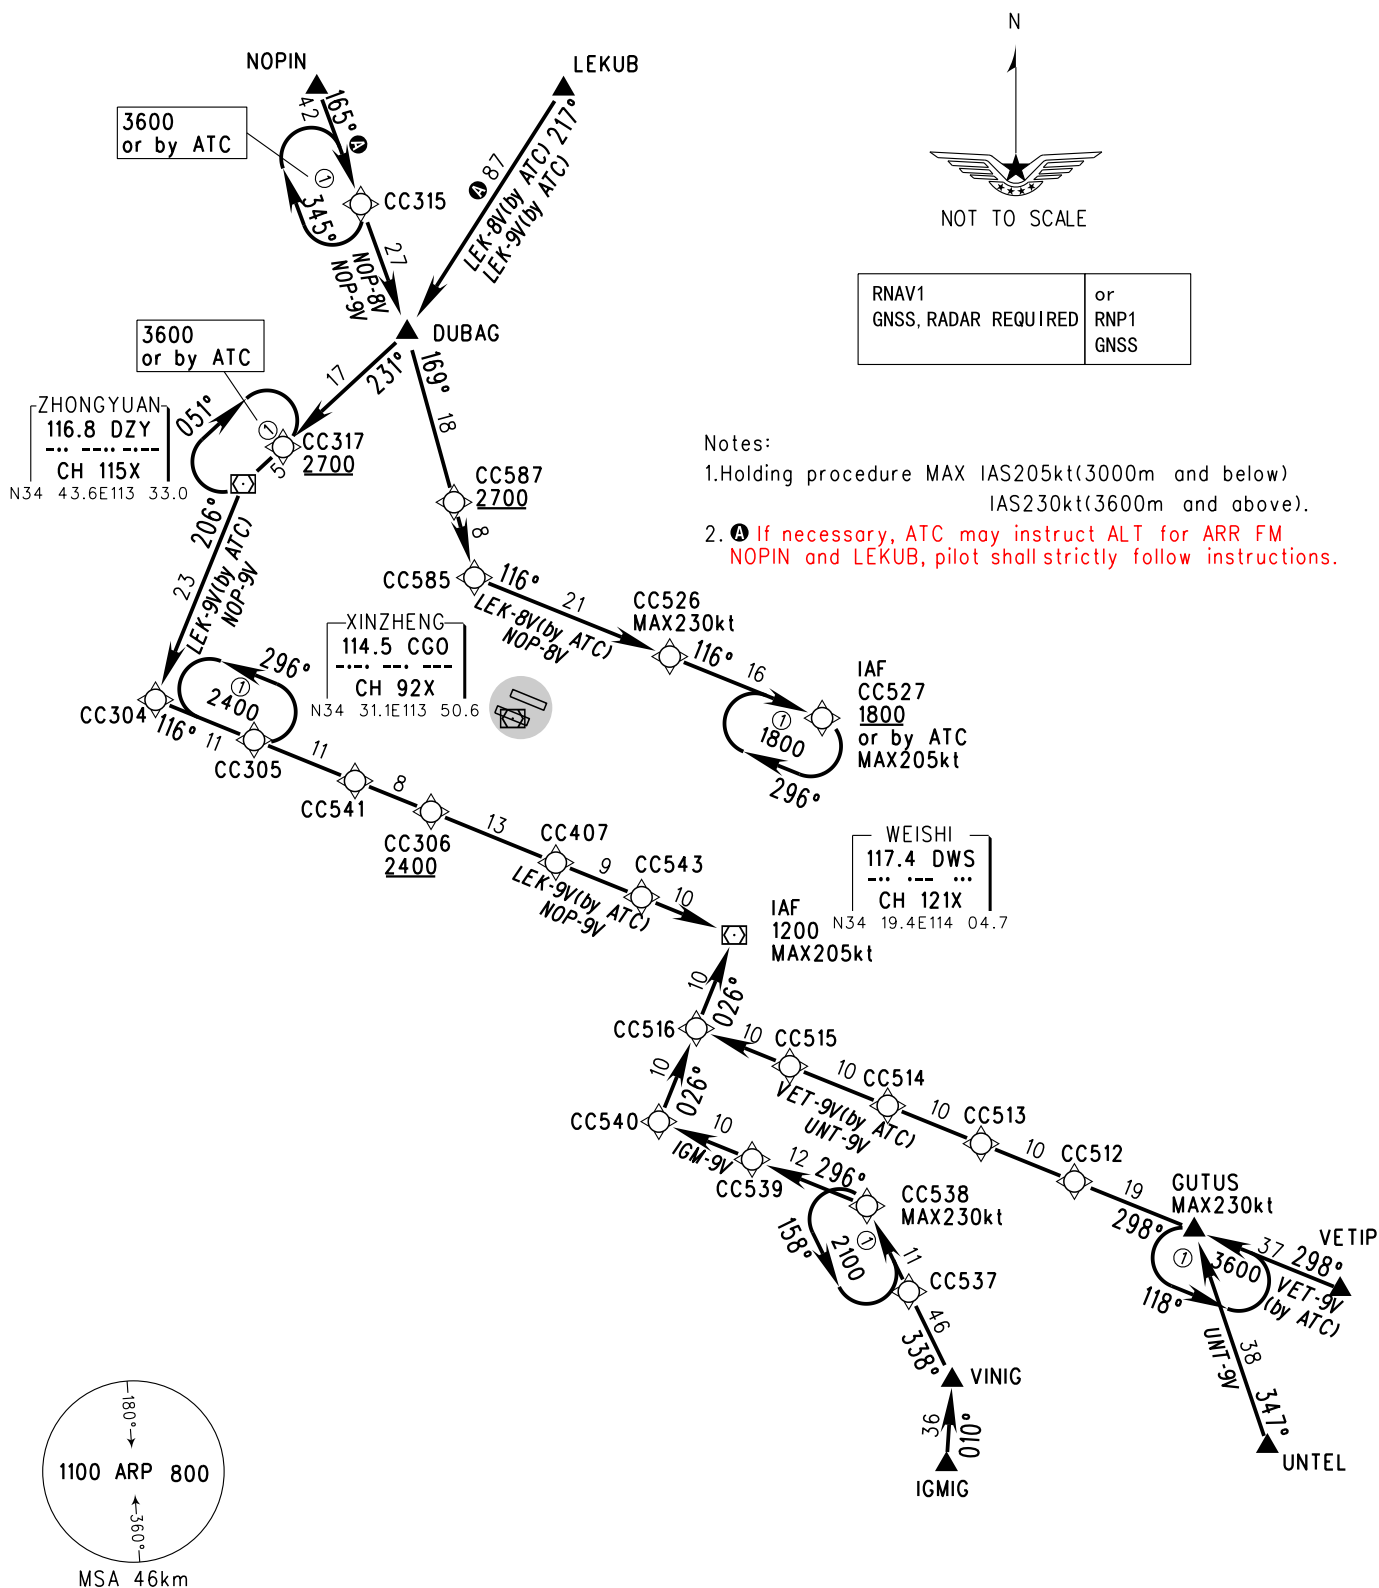 N
NOT TO SCALE
RNAV1
GNSS, RADAR REQUIRED
or
RNP1
GNSS
Notes:
1.Holding procedure MAX IAS205kt(3000m and below)
IAS230kt(3600m and above).
2. A If necessary, ATC may instruct ALT for ARR FM
NOPIN and LEKUB, pilot shall strictly follow instructions.
NOPIN
LEKUB
42
165° A
3600
or by ATC
1
345°
CC315
27
NOP-8V
NOP-9V
A 87
217°
LEK-8V(by ATC)
LEK-9V(by ATC)
DUBAG
3600
or by ATC
17
231°
169°
18
051°
1
CC317
2700
5
ZHONGYUAN
116.8 DZY
-·· --·· -·--
CH 115X
N34 43.6E113 33.0
206°
23
LEK-9V(by ATC)
NOP-9V
CC587
2700
8
CC585
116°
21
LEK-8V(by ATC)
NOP-8V
CC526
MAX230kt
116°
16
IAF
CC527
1800
or by ATC
MAX205kt
1
1800
296°
XINZHENG
114.5 CGO
-·-· --· ---
CH 92X
N34 31.1E113 50.6
296°
1
2400
CC304
116°
11
CC305
11
CC541
8
CC306
2400
13
CC407
9
CC543
10
LEK-9V(by ATC)
NOP-9V
IAF
1200
MAX205kt
WEISHI
117.4 DWS
-·· ·-- ···
CH 121X
N34 19.4E114 04.7
10
026°
CC516
10
026°
CC540
10
CC515
10
CC514
10
CC513
10
CC512
19
298°
VET-9V(by ATC)
UNT-9V
10
IGM-9V
CC539
12
296°
CC538
MAX230kt
158°
1
2100
11
CC537
46
338°
VINIG
36
010°
IGMIG
GUTUS
MAX230kt
1
3600
118°
37
298°
VETIP
VET-9V
(by ATC)
UNT-9V
38
347°
UNTEL
180°
1100 ARP 800
360°
MSA 46km